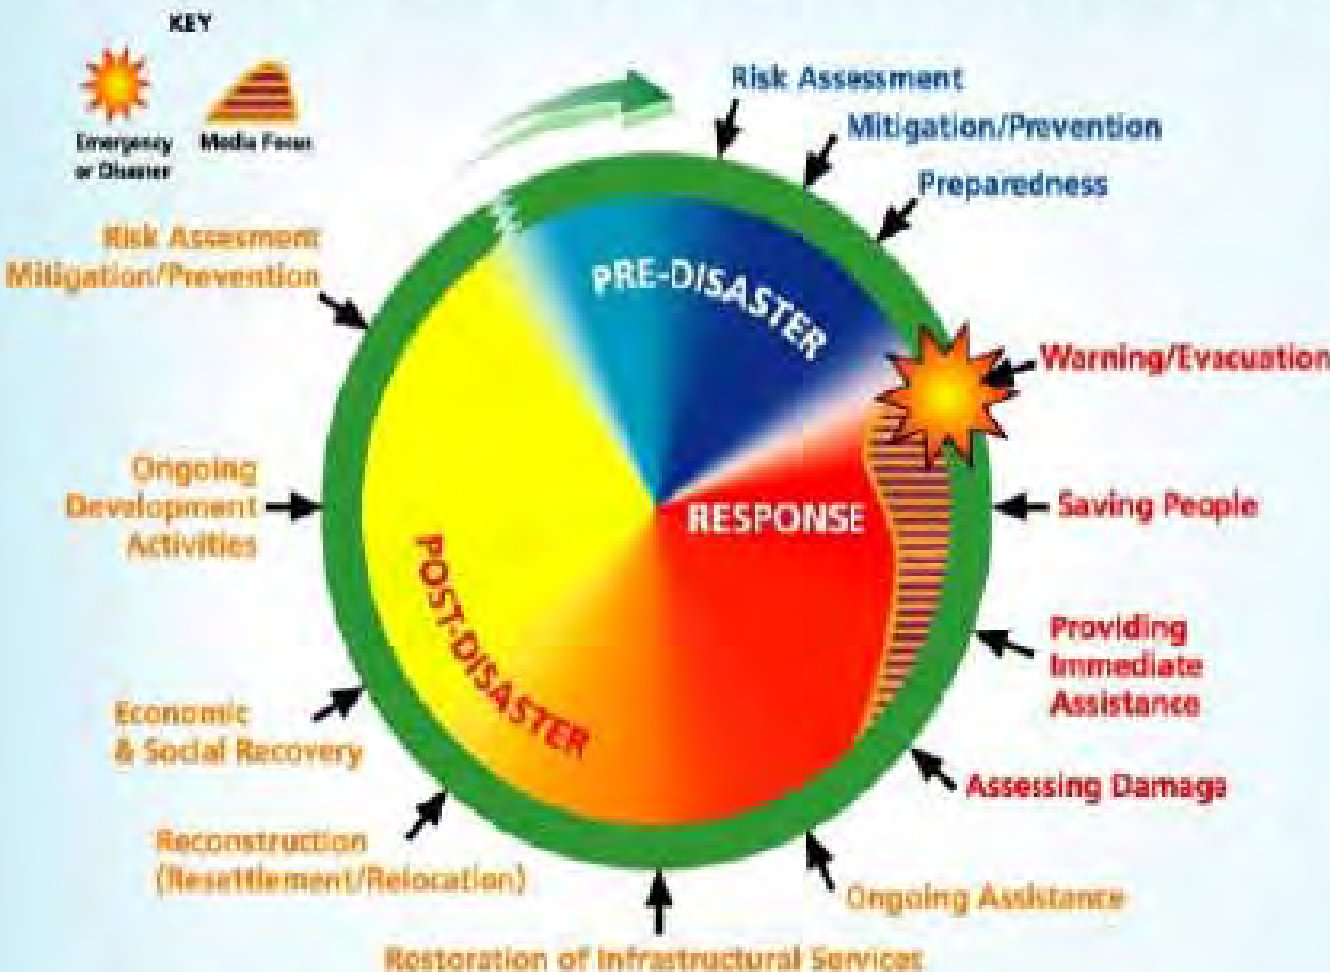 KEY
Emergency
or Disaster
Media Focus
Risk Assessment
Mitigation/Prevention
Preparedness
Warning/Evacuation
Saving People
Providing
Immediate
Assistance
Assessing Damage
Ongoing Assistance
Restoration of Infrastructural Services
Reconstruction
(Resettlement/Relocation)
Economic
& Social Recovery
Ongoing
Development
Activities
Risk Assesment
Mitigation/Prevention
PRE-DISASTER
RESPONSE
POST-DISASTER